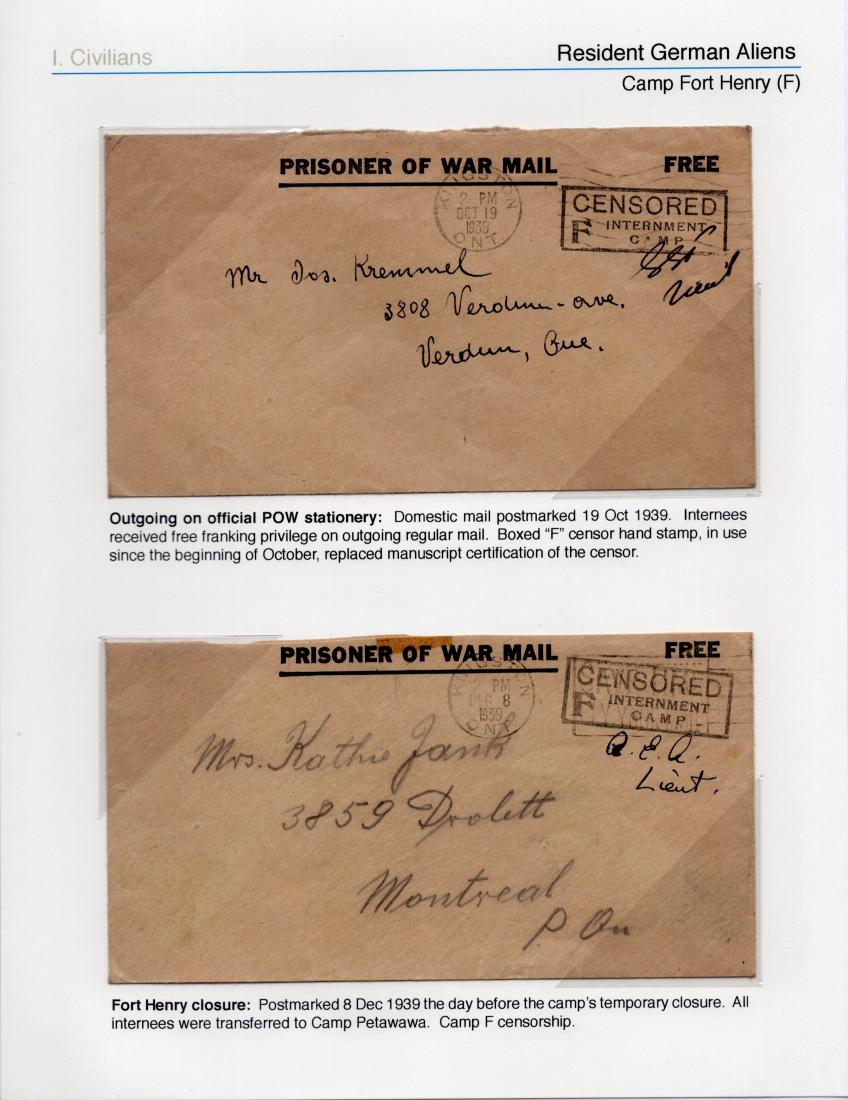 I. Civilians
Resident German Aliens
Camp Fort Henry (F)
PRISONER OF WAR MAIL
FREE
KINGSTON
2 PM
OCT 19
1939
ONT.
CENSORED
F INTERNMENT
CAMP
Mr Jos. Kremmel
3808 Verdun-ave.
Verdun, Que.
Lieut
Outgoing on official POW stationery: Domestic mail postmarked 19 Oct 1939. Internees
received free franking privilege on outgoing regular mail. Boxed “F” censor hand stamp, in use
since the beginning of October, replaced manuscript certification of the censor.
PRISONER OF WAR MAIL
FREE
KINGSTON
PM
DEC 8
1939
ONT
CENSORED
F INTERNMENT
CAMP
Mrs. Kathie Jank
R.E.A.
Lieut.
3859 Drolett
Montreal
P. Qu
Fort Henry closure: Postmarked 8 Dec 1939 the day before the camp’s temporary closure. All
internees were transferred to Camp Petawawa. Camp F censorship.